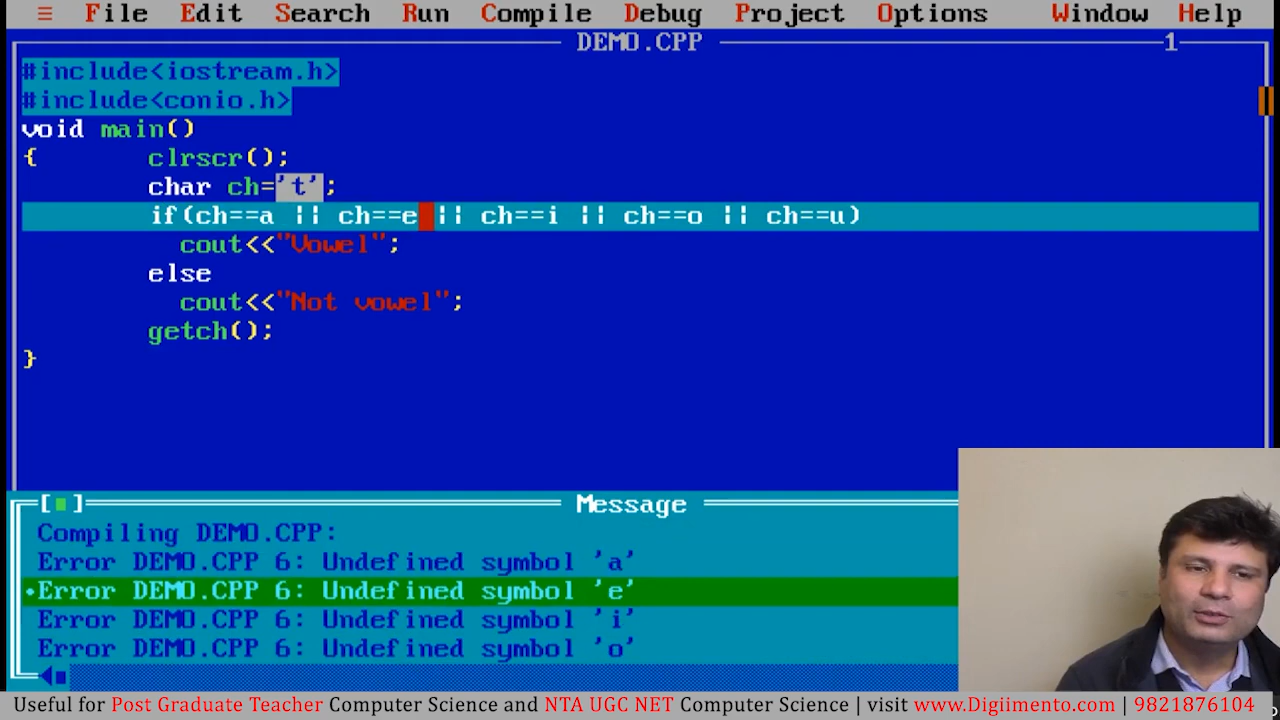 ≡ File Edit Search Run Compile Debug Project Options Window Help
DEMO.CPP 1
#include<iostream.h>
#include<conio.h>
void main()
{ clrscr();
char ch='t';
if(ch==a || ch==e || ch==i || ch==o || ch==u)
cout<<"Vowel";
else
cout<<"Not vowel";
getch();
}
[■] Message
Compiling DEMO.CPP:
Error DEMO.CPP 6: Undefined symbol 'a'
•Error DEMO.CPP 6: Undefined symbol 'e'
Error DEMO.CPP 6: Undefined symbol 'i'
Error DEMO.CPP 6: Undefined symbol 'o'
Useful for Post Graduate Teacher Computer Science and NTA UGC NET Computer Science | visit www.Digiimento.com | 9821876104